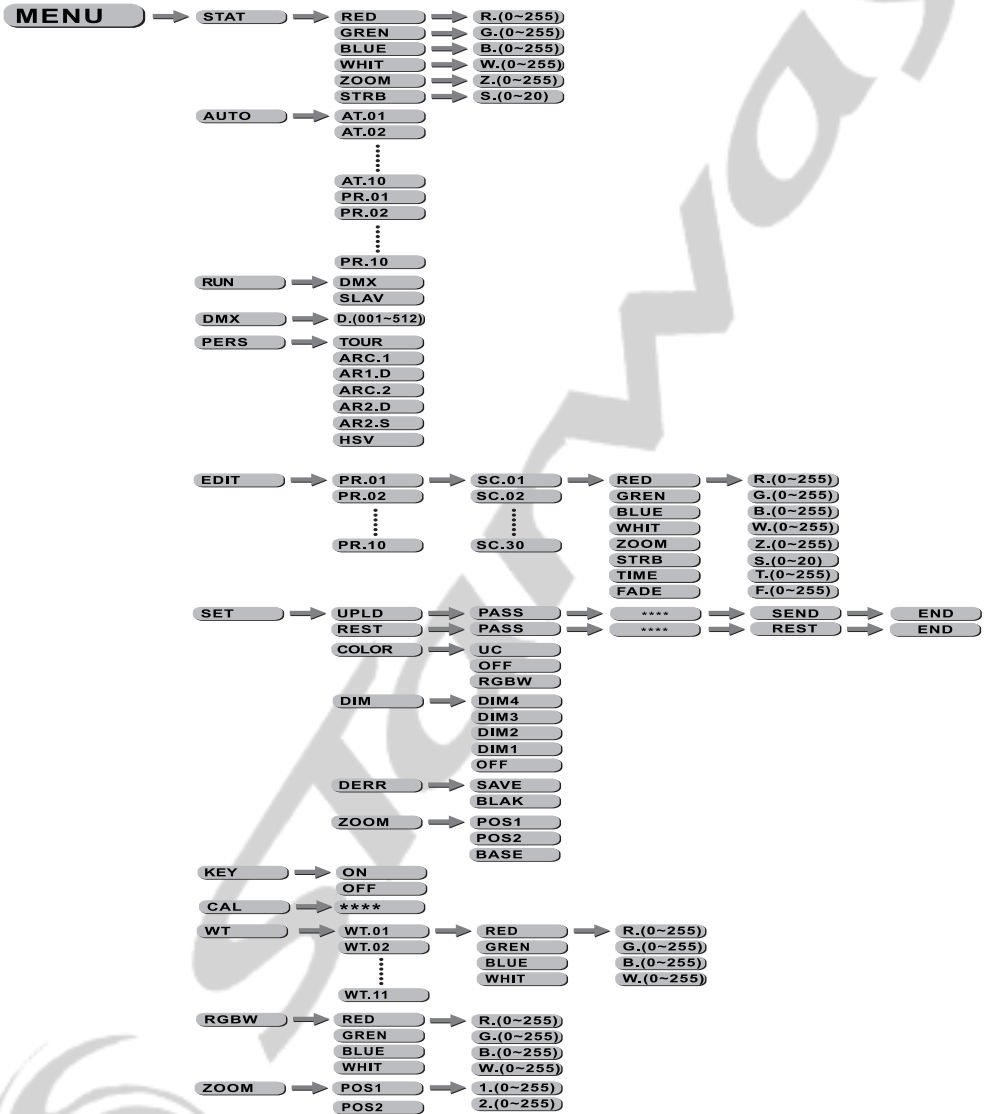 MENU STAT RED R.(0~255)
GREN G.(0~255)
BLUE B.(0~255)
WHIT W.(0~255)
ZOOM Z.(0~255)
STRB S.(0~20)
AUTO AT.01
AT.02
AT.10
PR.01
PR.02
PR.10
RUN DMX
SLAV
DMX D.(001~512)
PERS TOUR
ARC.1
AR1.D
ARC.2
AR2.D
AR2.S
HSV
EDIT PR.01 SC.01 RED R.(0~255)
PR.02 SC.02 GREN G.(0~255)
BLUE B.(0~255)
WHIT W.(0~255)
PR.10 SC.30 ZOOM Z.(0~255)
STRB S.(0~20)
TIME T.(0~255)
FADE F.(0~255)
SET UPLD PASS **** SEND END
REST PASS **** REST END
COLOR UC
OFF
RGBW
DIM DIM4
DIM3
DIM2
DIM1
OFF
DERR SAVE
BLAK
ZOOM POS1
POS2
BASE
KEY ON
OFF
CAL ****
WT WT.01 RED R.(0~255)
WT.02 GREN G.(0~255)
BLUE B.(0~255)
WHIT W.(0~255)
WT.11
RGBW RED R.(0~255)
GREN G.(0~255)
BLUE B.(0~255)
WHIT W.(0~255)
ZOOM POS1 1.(0~255)
POS2 2.(0~255)
Starway